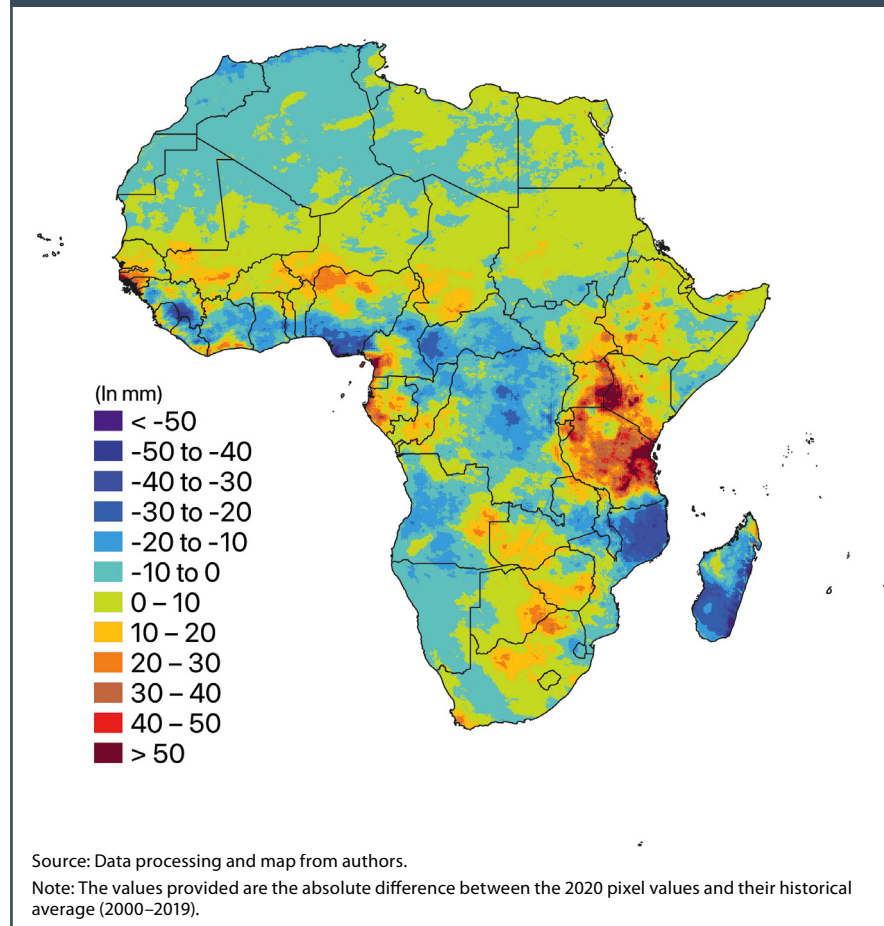 (In mm)
< -50
-50 to -40
-40 to -30
-30 to -20
-20 to -10
-10 to 0
0 – 10
10 – 20
20 – 30
30 – 40
40 – 50
> 50
Source: Data processing and map from authors.
Note: The values provided are the absolute difference between the 2020 pixel values and their historical
average (2000–2019).